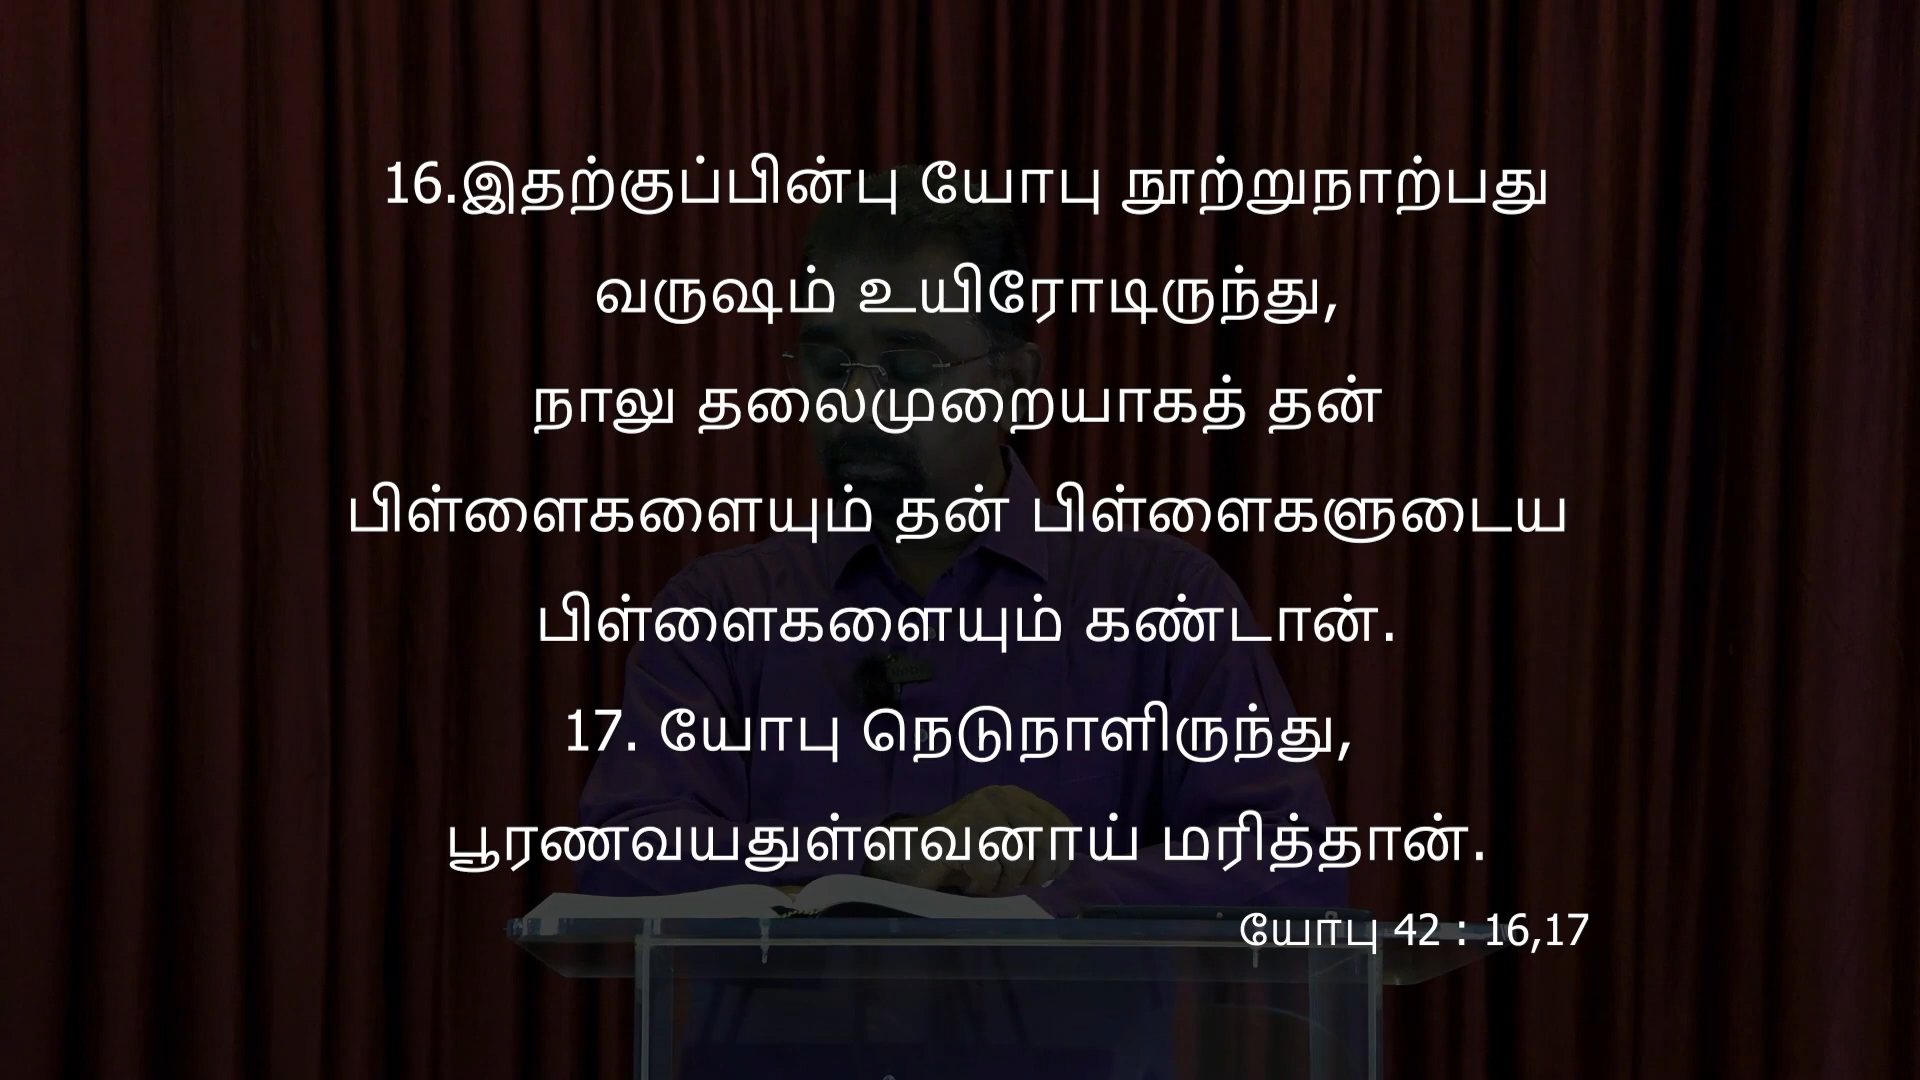 16.இதற்குப்பின்பு யோபு நூற்றுநாற்பது
வருஷம் உயிரோடிருந்து,
நாலு தலைமுறையாகத் தன்
பிள்ளைகளையும் தன் பிள்ளைகளுடைய
பிள்ளைகளையும் கண்டான்.
17. யோபு நெடுநாளிருந்து,
பூரணவயதுள்ளவனாய் மரித்தான்.
யோபு 42 : 16,17